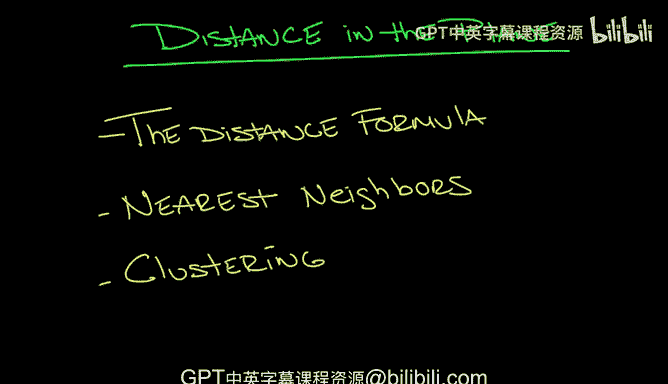 DISTANCE in the
GPT中英字幕课程资源 bilibili
- THE DISTANCE FORMULA
- NEAREST NeighborS
- CLUSTERING
GPT中英字幕课程资源@bilibili.com